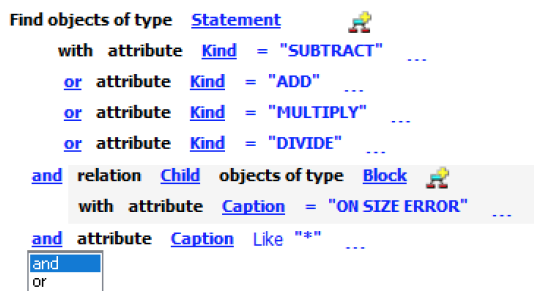 Find objects of type Statement
with attribute Kind = "SUBTRACT" ...
or attribute Kind = "ADD" ...
or attribute Kind = "MULTIPLY" ...
or attribute Kind = "DIVIDE" ...
and relation Child objects of type Block
with attribute Caption = "ON SIZE ERROR" ...
and attribute Caption Like "*" ...
and
or